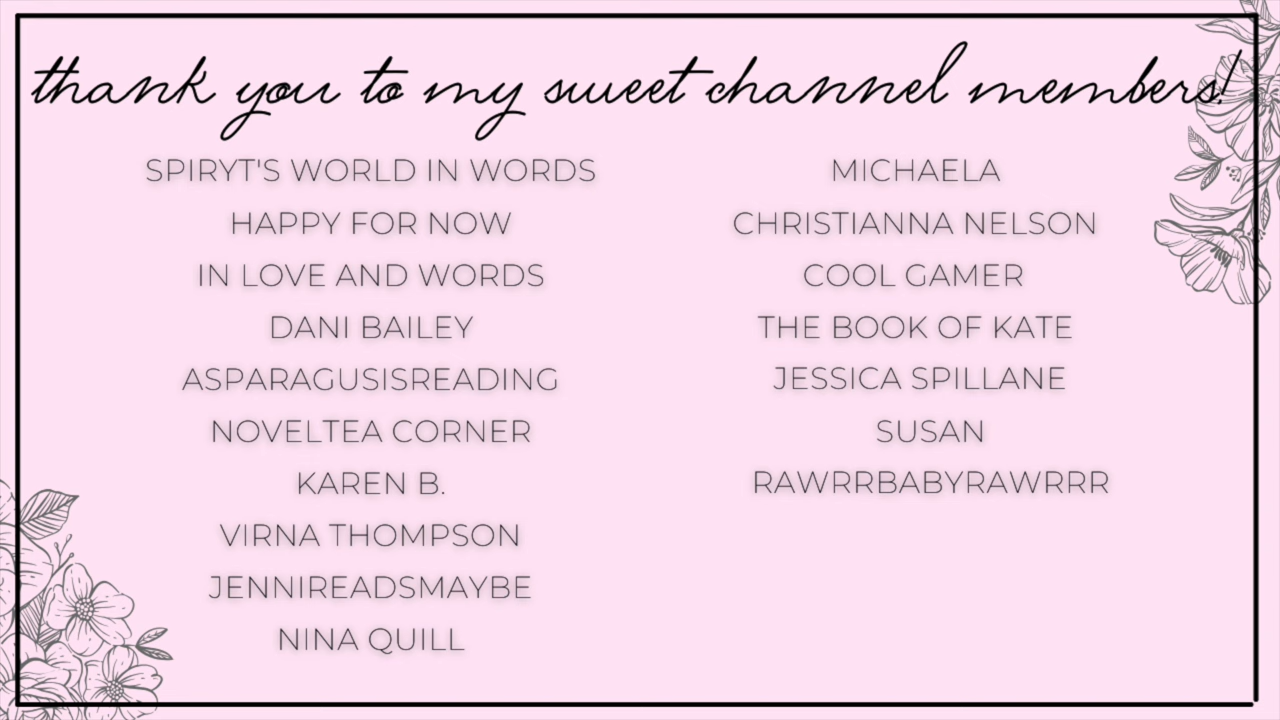 thank you to my sweet channel members!
SPIRYT'S WORLD IN WORDS
HAPPY FOR NOW
IN LOVE AND WORDS
DANI BAILEY
ASPARAGUSISREADING
NOVELTEA CORNER
KAREN B.
VIRNA THOMPSON
JENNIREADSMAYBE
NINA QUILL
MICHAELA
CHRISTIANNA NELSON
COOL GAMER
THE BOOK OF KATE
JESSICA SPILLANE
SUSAN
RAWRRBABYRAWRRR